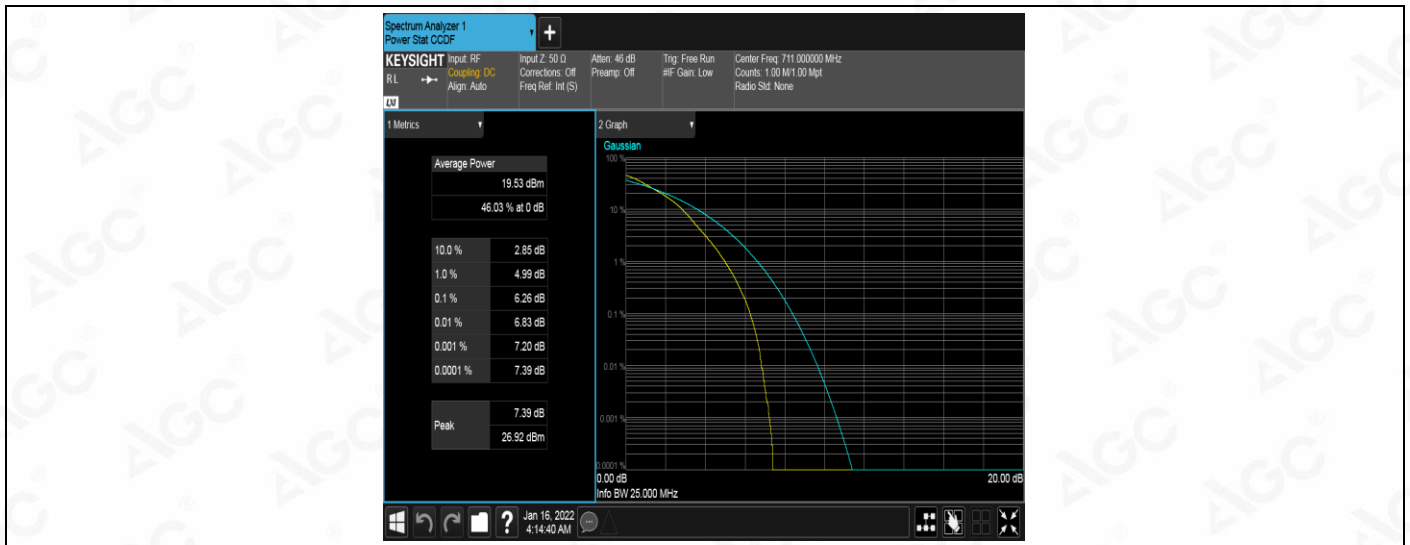 Spectrum Analyzer 1
Power Stat CCDF
+
KEYSIGHT
RL
LXI
Input: RF
Coupling: DC
Align: Auto
Input Z: 50 Ω
Corrections: Off
Freq Ref: Int (S)
Atten: 46 dB
Preamp: Off
Trig: Free Run
#IF Gain: Low
Center Freq: 711.000000 MHz
Counts: 1.00 M/1.00 Mpt
Radio Std: None
1 Metrics
Average Power
19.53 dBm
46.03 % at 0 dB
10.0 % 2.85 dB
1.0 % 4.99 dB
0.1 % 6.26 dB
0.01 % 6.83 dB
0.001 % 7.20 dB
0.0001 % 7.39 dB
Peak
7.39 dB
26.92 dBm
2 Graph
Gaussian
100 %
10 %
1 %
0.1 %
0.01 %
0.001 %
0.0001 %
0.00 dB 20.00 dB
Info BW 25.000 MHz
?
Jan 16, 2022
4:14:40 AM
AGC